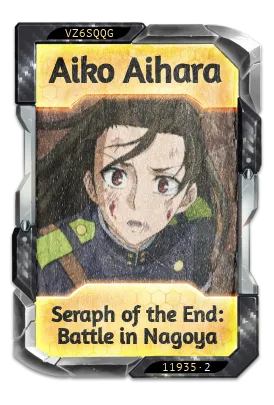 VZ6SQQG
Aiko Aihara
Seraph of the End:
Battle in Nagoya
11935·2